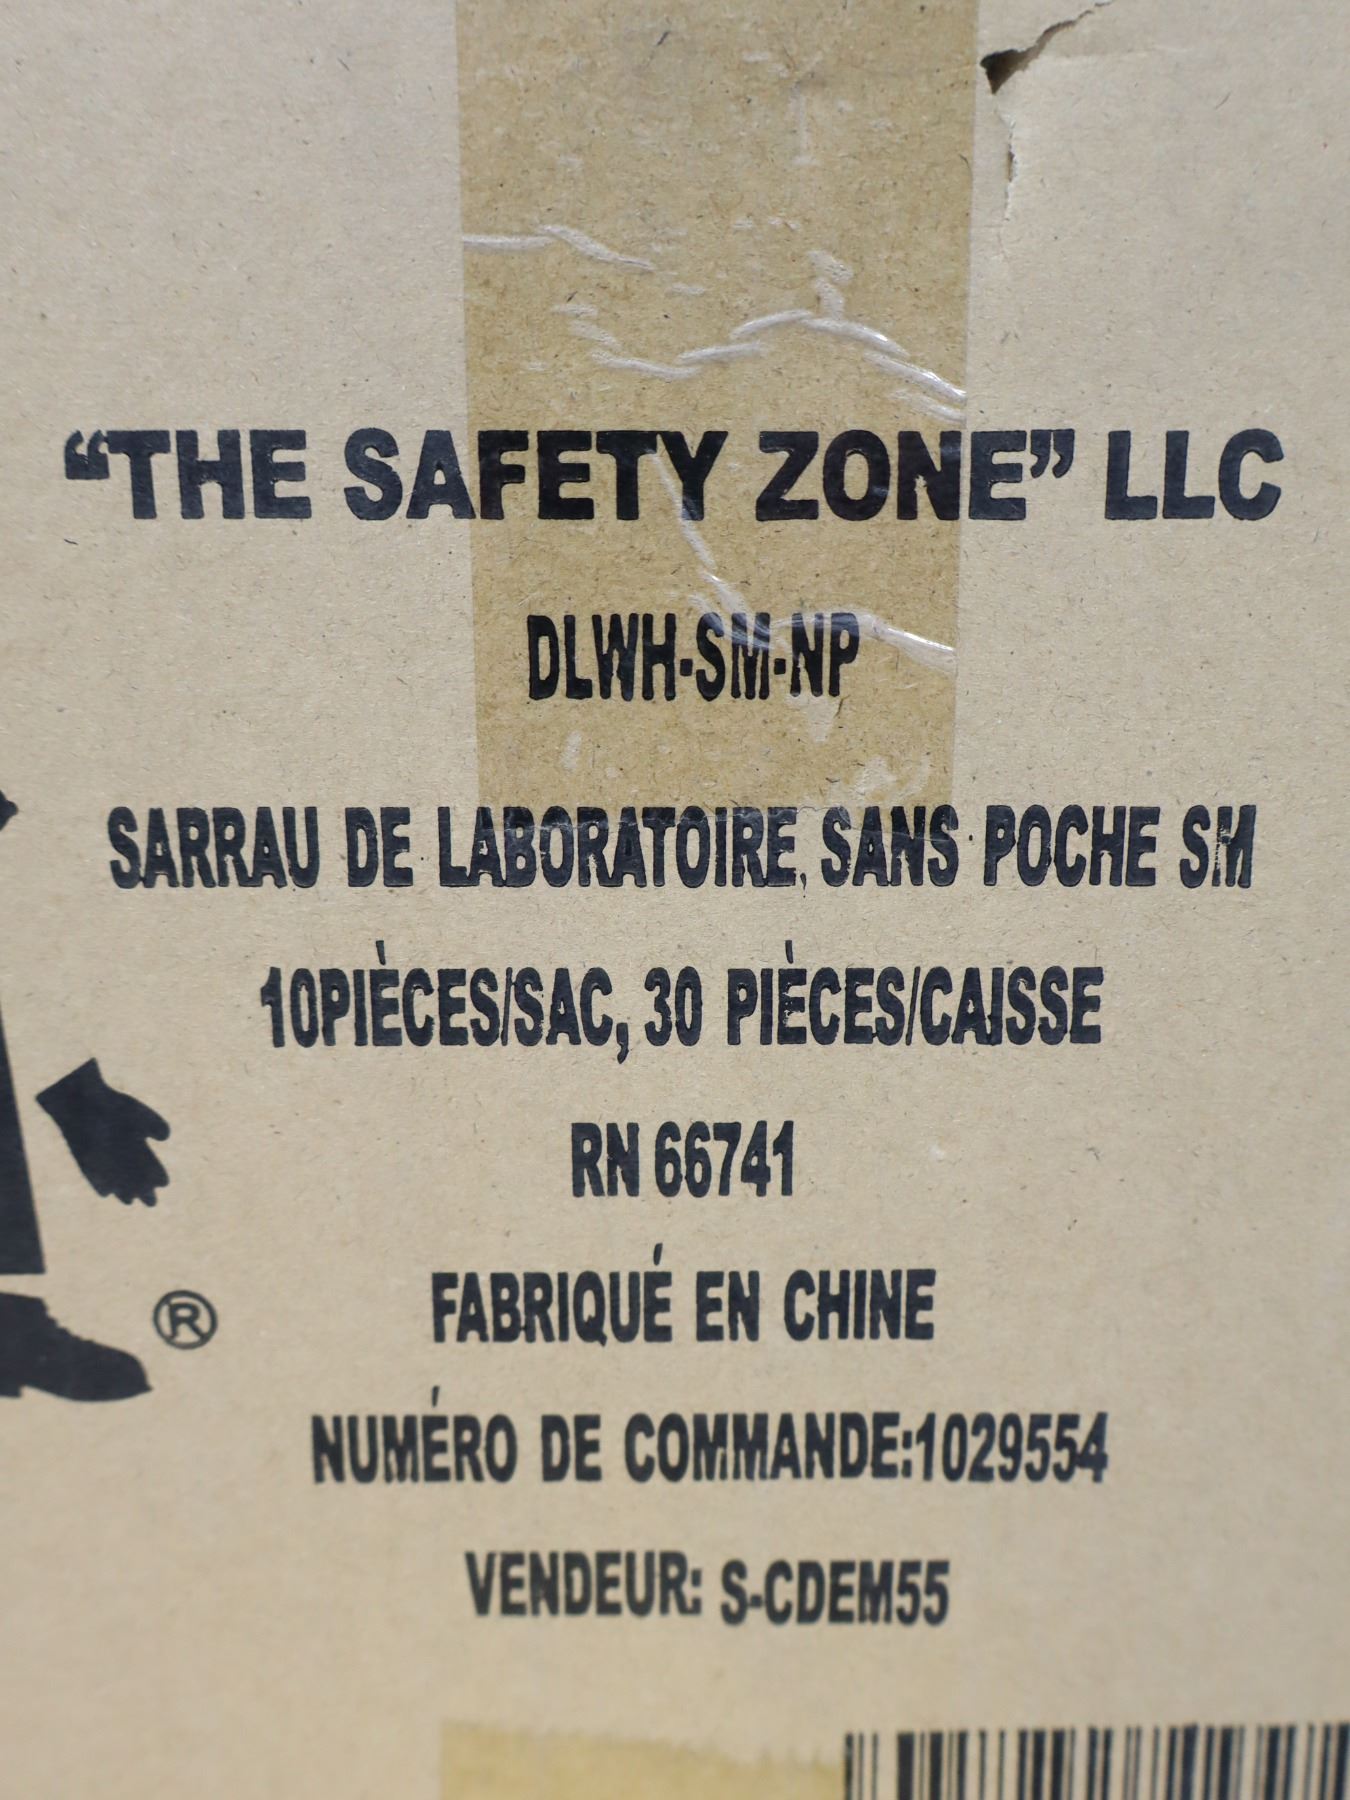 “THE SAFETY ZONE” LLC
DLWH-SM-NP
SARRAU DE LABORATOIRE, SANS POCHE SM
10PIÈCES/SAC, 30 PIÈCES/CAISSE
RN 66741
FABRIQUÉ EN CHINE
®
NUMÉRO DE COMMANDE:1029554
VENDEUR: S-CDEM55